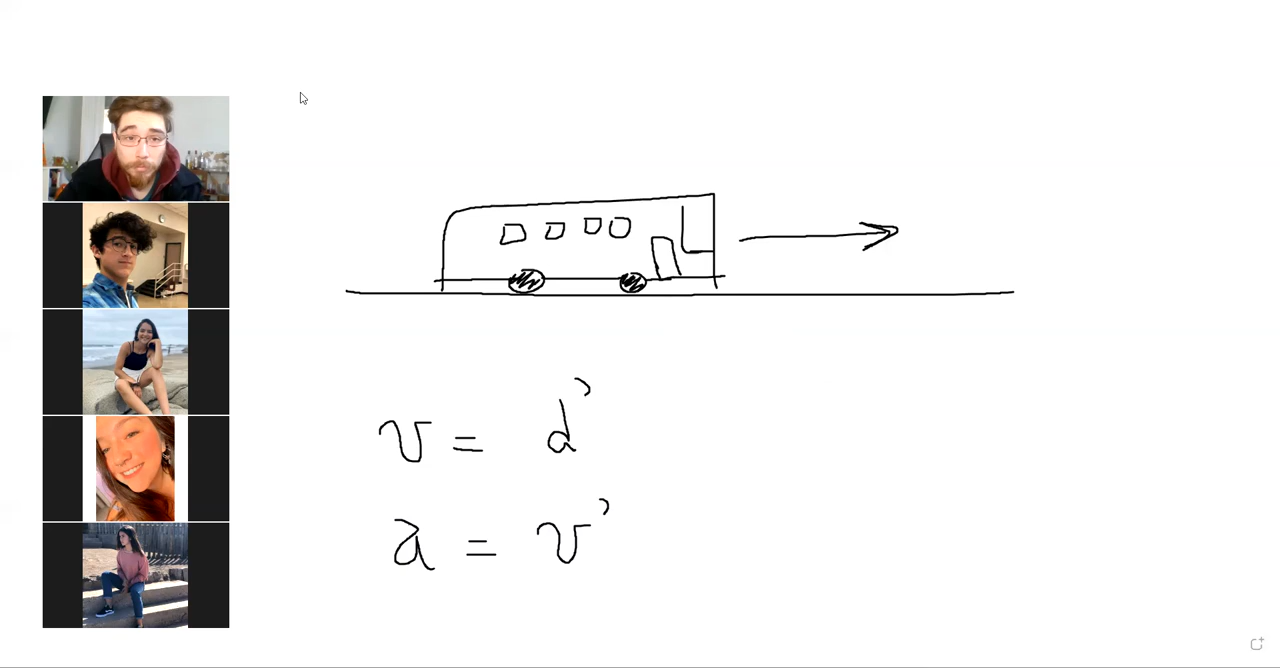 v = d'
a = v'